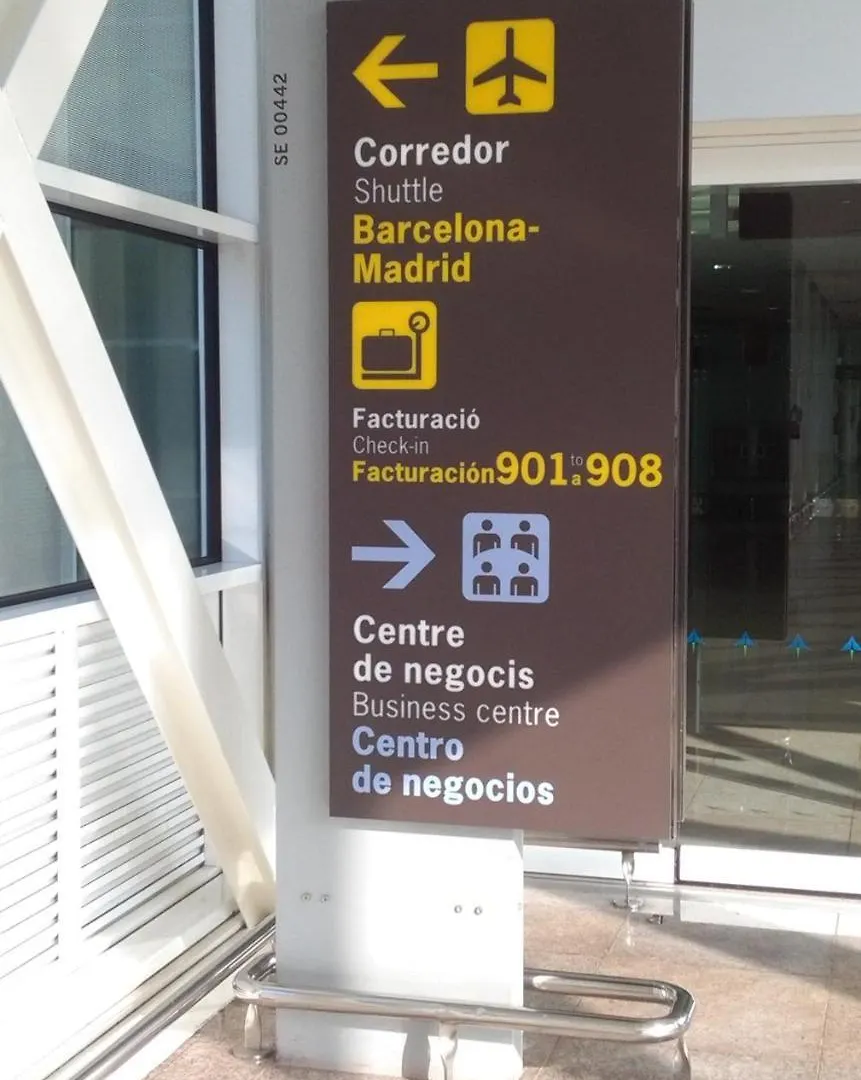 SE 00442
Corredor
Shuttle
Barcelona-
Madrid
Facturació
Check-in
Facturación 901 to a 908
Centre
de negocis
Business centre
Centro
de negocios